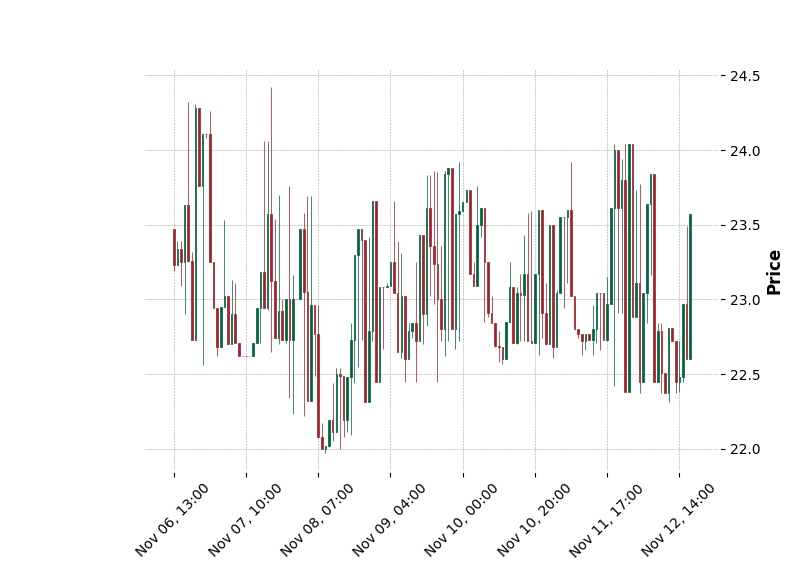 24.5
24.0
23.5
23.0
22.5
22.0
Price
Nov 06, 13:00
Nov 07, 10:00
Nov 08, 07:00
Nov 09, 04:00
Nov 10, 00:00
Nov 10, 20:00
Nov 11, 17:00
Nov 12, 14:00